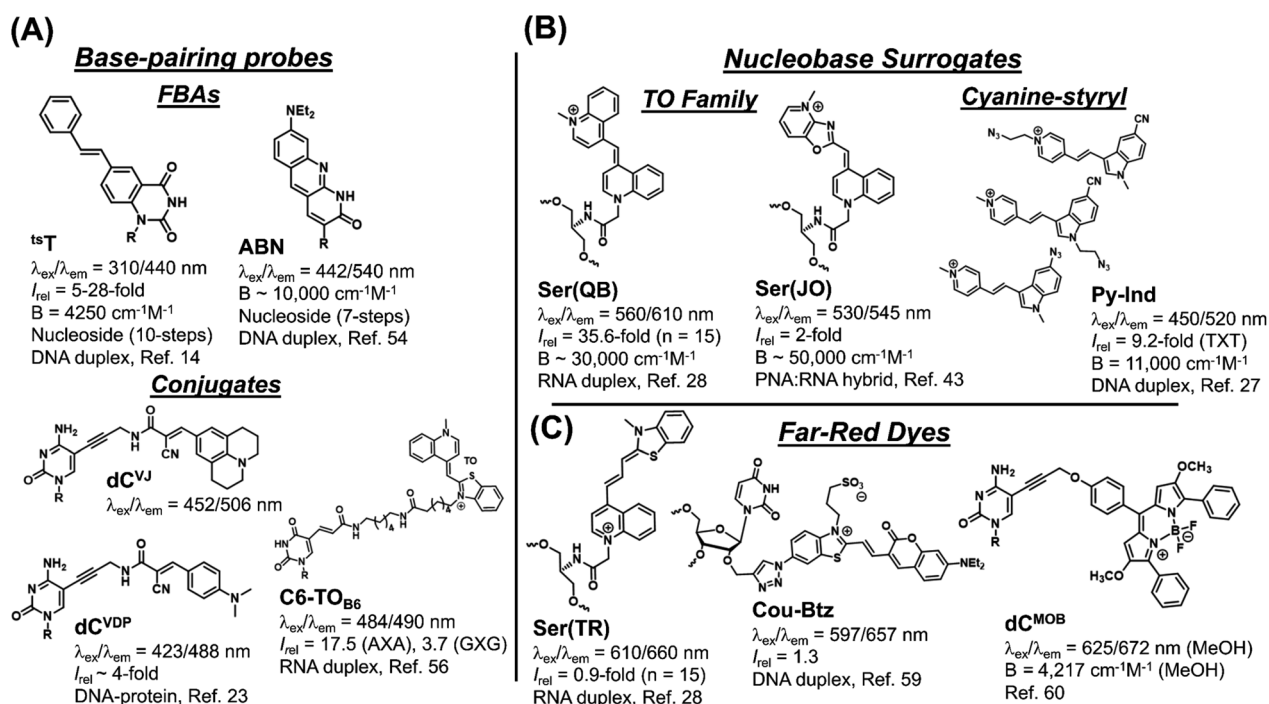 (A)
Base-pairing probes
FBAs
NEt₂
O
NH
N
O
R
N
NH
O
R
ᵗˢT
λex/λem = 310/440 nm
Irel = 5-28-fold
B = 4250 cm⁻¹M⁻¹
Nucleoside (10-steps)
DNA duplex, Ref. 14
ABN
λex/λem = 442/540 nm
B ~ 10,000 cm⁻¹M⁻¹
Nucleoside (7-steps)
DNA duplex, Ref. 54
Conjugates
NH₂
N
O
N
R
N
H
O
CN
N
dCⱽᴶ
λex/λem = 452/506 nm
NH₂
N
O
N
R
N
H
O
CN
N
dCVDP
λex/λem = 423/488 nm
Irel ~ 4-fold
DNA-protein, Ref. 23
N
TO
S
N
⊕
O
HN
O
N
R
O
N
H
4
H
N
O
4
C6-TOB6
λex/λem = 484/490 nm
Irel = 17.5 (AXA), 3.7 (GXG)
RNA duplex, Ref. 56
(B)
Nucleobase Surrogates
TO Family
N
⊕
N
O
NH
O
O
Ser(QB)
λex/λem = 560/610 nm
Irel = 35.6-fold (n = 15)
B ~ 30,000 cm⁻¹M⁻¹
RNA duplex, Ref. 28
N
⊕
N
O
N
O
NH
O
O
Ser(JO)
λex/λem = 530/545 nm
Irel = 2-fold
B ~ 50,000 cm⁻¹M⁻¹
PNA:RNA hybrid, Ref. 43
Cyanine-styryl
N₃
N
⊕
CN
N
N
⊕
CN
N
N₃
N
⊕
N₃
N
Py-Ind
λex/λem = 450/520 nm
Irel = 9.2-fold (TXT)
B = 11,000 cm⁻¹M⁻¹
DNA duplex, Ref. 27
(C)
Far-Red Dyes
N
S
N
⊕
O
NH
O
O
Ser(TR)
λex/λem = 610/660 nm
Irel = 0.9-fold (n = 15)
RNA duplex, Ref. 28
O
NH
N
O
O
O
O
O
N
N
N
SO₃
⊖
N
⊕
S
O
O
NEt₂
Cou-Btz
λex/λem = 597/657 nm
Irel = 1.3
DNA duplex, Ref. 59
NH₂
N
O
N
R
O
OCH₃
N
B
F
F
⊖
N
⊕
CH₃O
dCMOB
λex/λem = 625/672 nm (MeOH)
B = 4,217 cm⁻¹M⁻¹ (MeOH)
Ref. 60